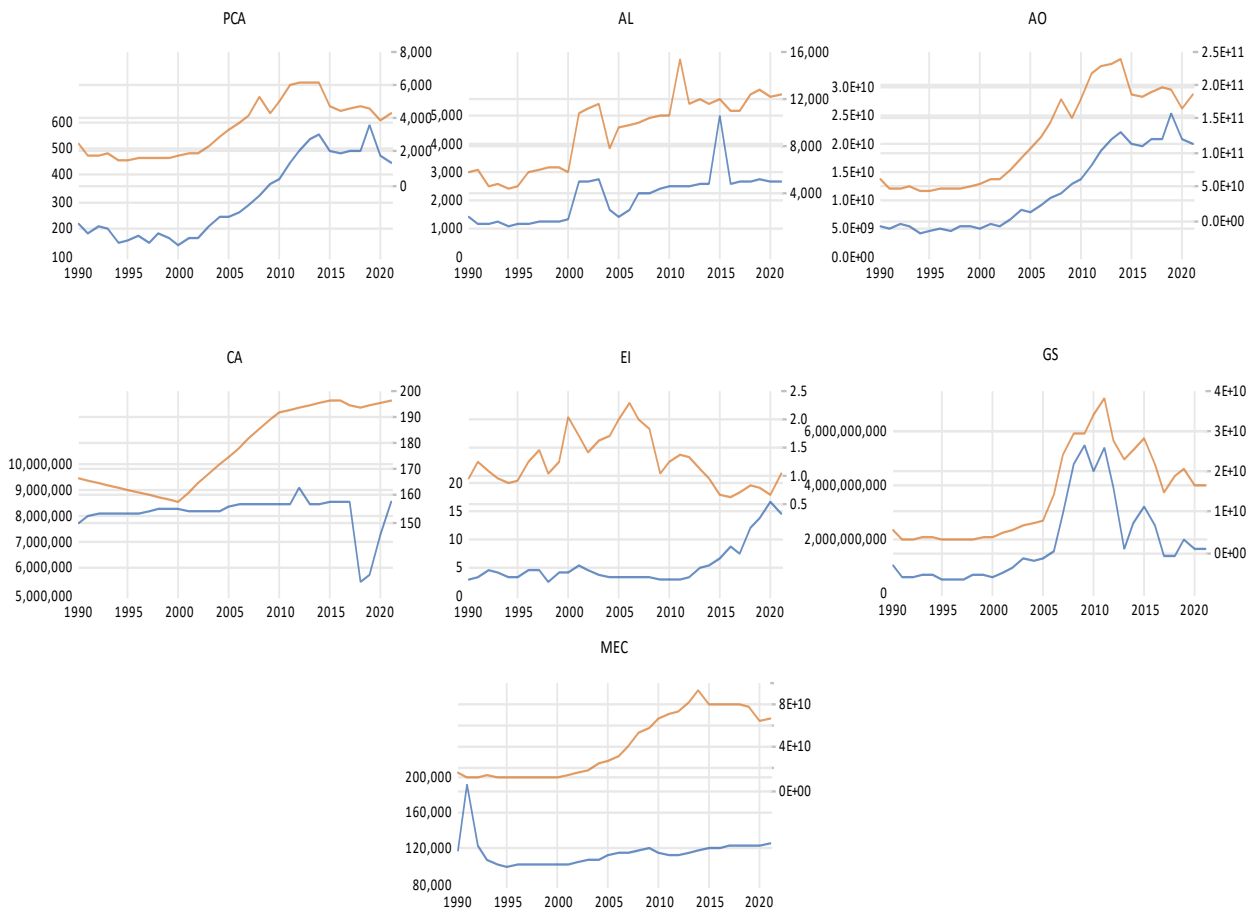 PCA
8,000
6,000
4,000
2,000
0
600
500
400
300
200
100
1990 1995 2000 2005 2010 2015 2020
AL
16,000
12,000
8,000
4,000
5,000
4,000
3,000
2,000
1,000
0
1990 1995 2000 2005 2010 2015 2020
AO
2.5E+11
2.0E+11
1.5E+11
1.0E+11
5.0E+10
0.0E+00
3.0E+10
2.5E+10
2.0E+10
1.5E+10
1.0E+10
5.0E+09
0.0E+00
1990 1995 2000 2005 2010 2015 2020
CA
200
190
180
170
160
150
10,000,000
9,000,000
8,000,000
7,000,000
6,000,000
5,000,000
1990 1995 2000 2005 2010 2015 2020
EI
2.5
2.0
1.5
1.0
0.5
20
15
10
5
0
1990 1995 2000 2005 2010 2015 2020
GS
4E+10
3E+10
2E+10
1E+10
0E+00
6,000,000,000
4,000,000,000
2,000,000,000
0
1990 1995 2000 2005 2010 2015 2020
MEC
8E+10
4E+10
0E+00
200,000
160,000
120,000
80,000
1990 1995 2000 2005 2010 2015 2020